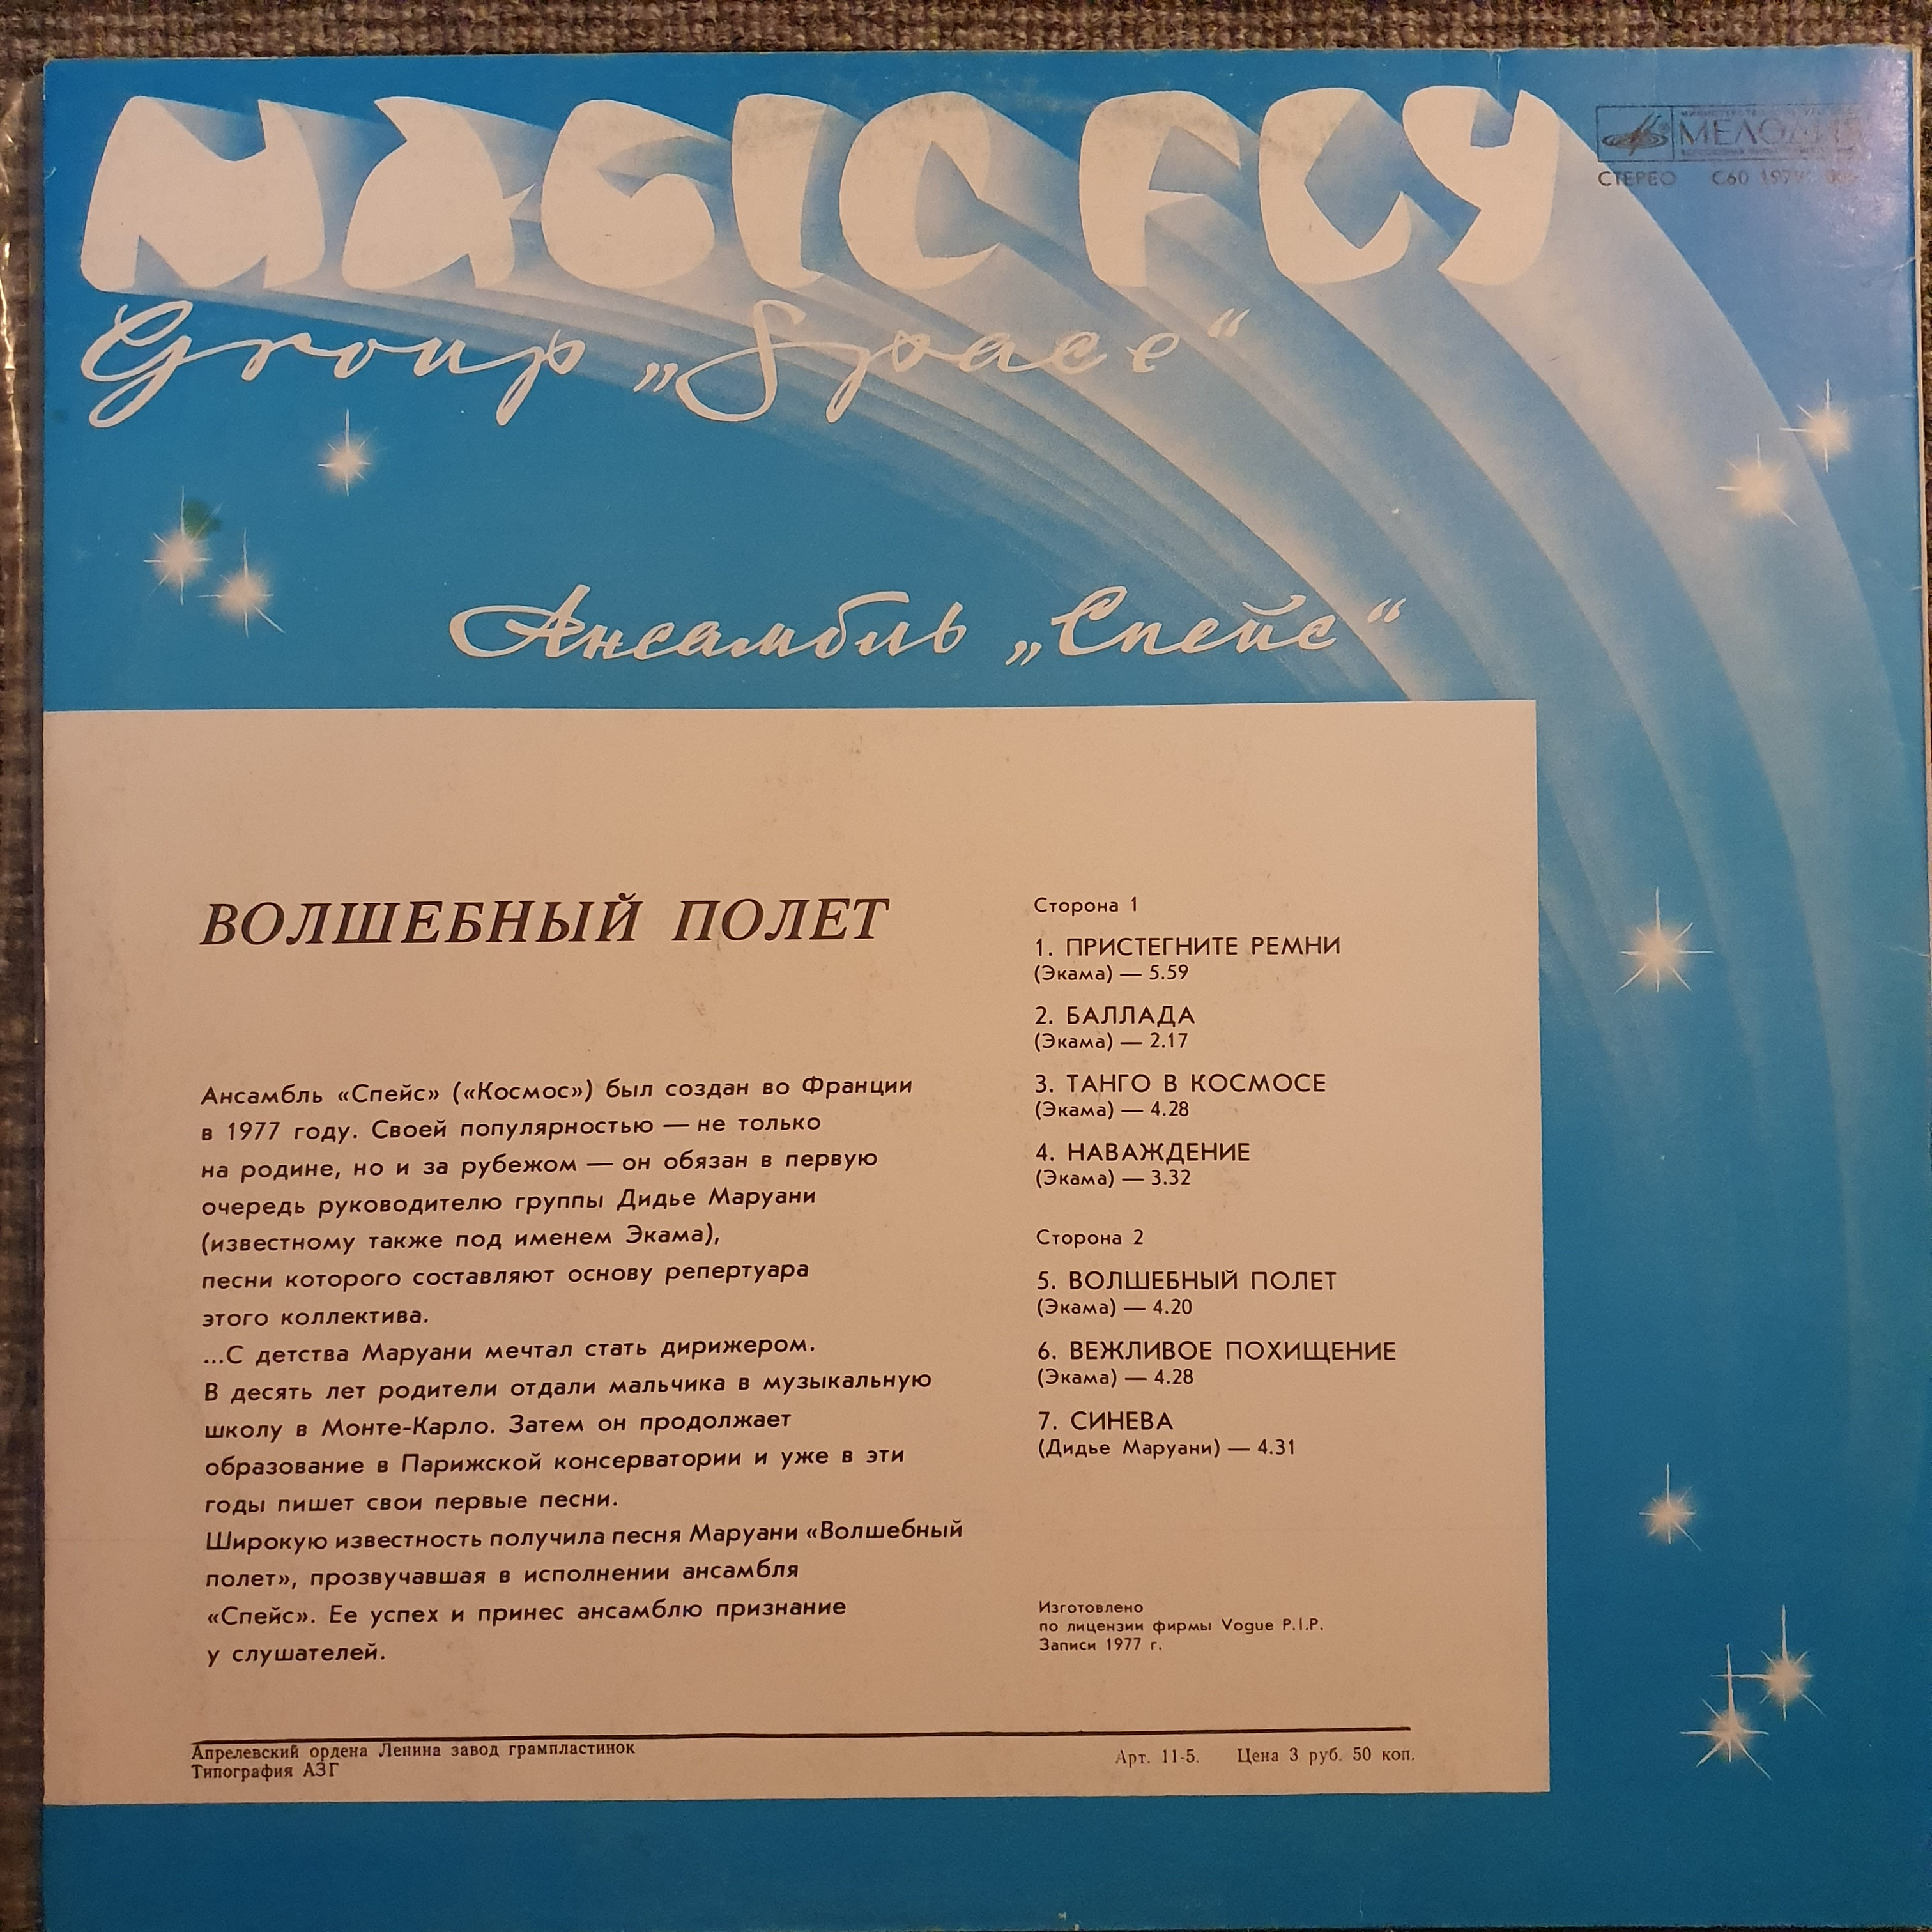 MAGIC FLY
МЕЛОДИЯ
СТЕРЕО С60
Group „Space“
Ансамбль „Спейс“
ВОЛШЕБНЫЙ ПОЛЕТ
Ансамбль «Спейс» («Космос») был создан во Франции
в 1977 году. Своей популярностью — не только
на родине, но и за рубежом — он обязан в первую
очередь руководителю группы Дидье Маруани
(известному также под именем Экама),
песни которого составляют основу репертуара
этого коллектива.
...С детства Маруани мечтал стать дирижером.
В десять лет родители отдали мальчика в музыкальную
школу в Монте-Карло. Затем он продолжает
образование в Парижской консерватории и уже в эти
годы пишет свои первые песни.
Широкую известность получила песня Маруани «Волшебный
полет», прозвучавшая в исполнении ансамбля
«Спейс». Ее успех и принес ансамблю признание
у слушателей.
Сторона 1
1. ПРИСТЕГНИТЕ РЕМНИ
(Экама) — 5.59
2. БАЛЛАДА
(Экама) — 2.17
3. ТАНГО В КОСМОСЕ
(Экама) — 4.28
4. НАВАЖДЕНИЕ
(Экама) — 3.32
Сторона 2
5. ВОЛШЕБНЫЙ ПОЛЕТ
(Экама) — 4.20
6. ВЕЖЛИВОЕ ПОХИЩЕНИЕ
(Экама) — 4.28
7. СИНЕВА
(Дидье Маруани) — 4.31
Изготовлено
по лицензии фирмы Vogue P.I.P.
Записи 1977 г.
Апрелевский ордена Ленина завод грампластинок
Типография АЗГ
Арт. 11-5. Цена 3 руб. 50 коп.